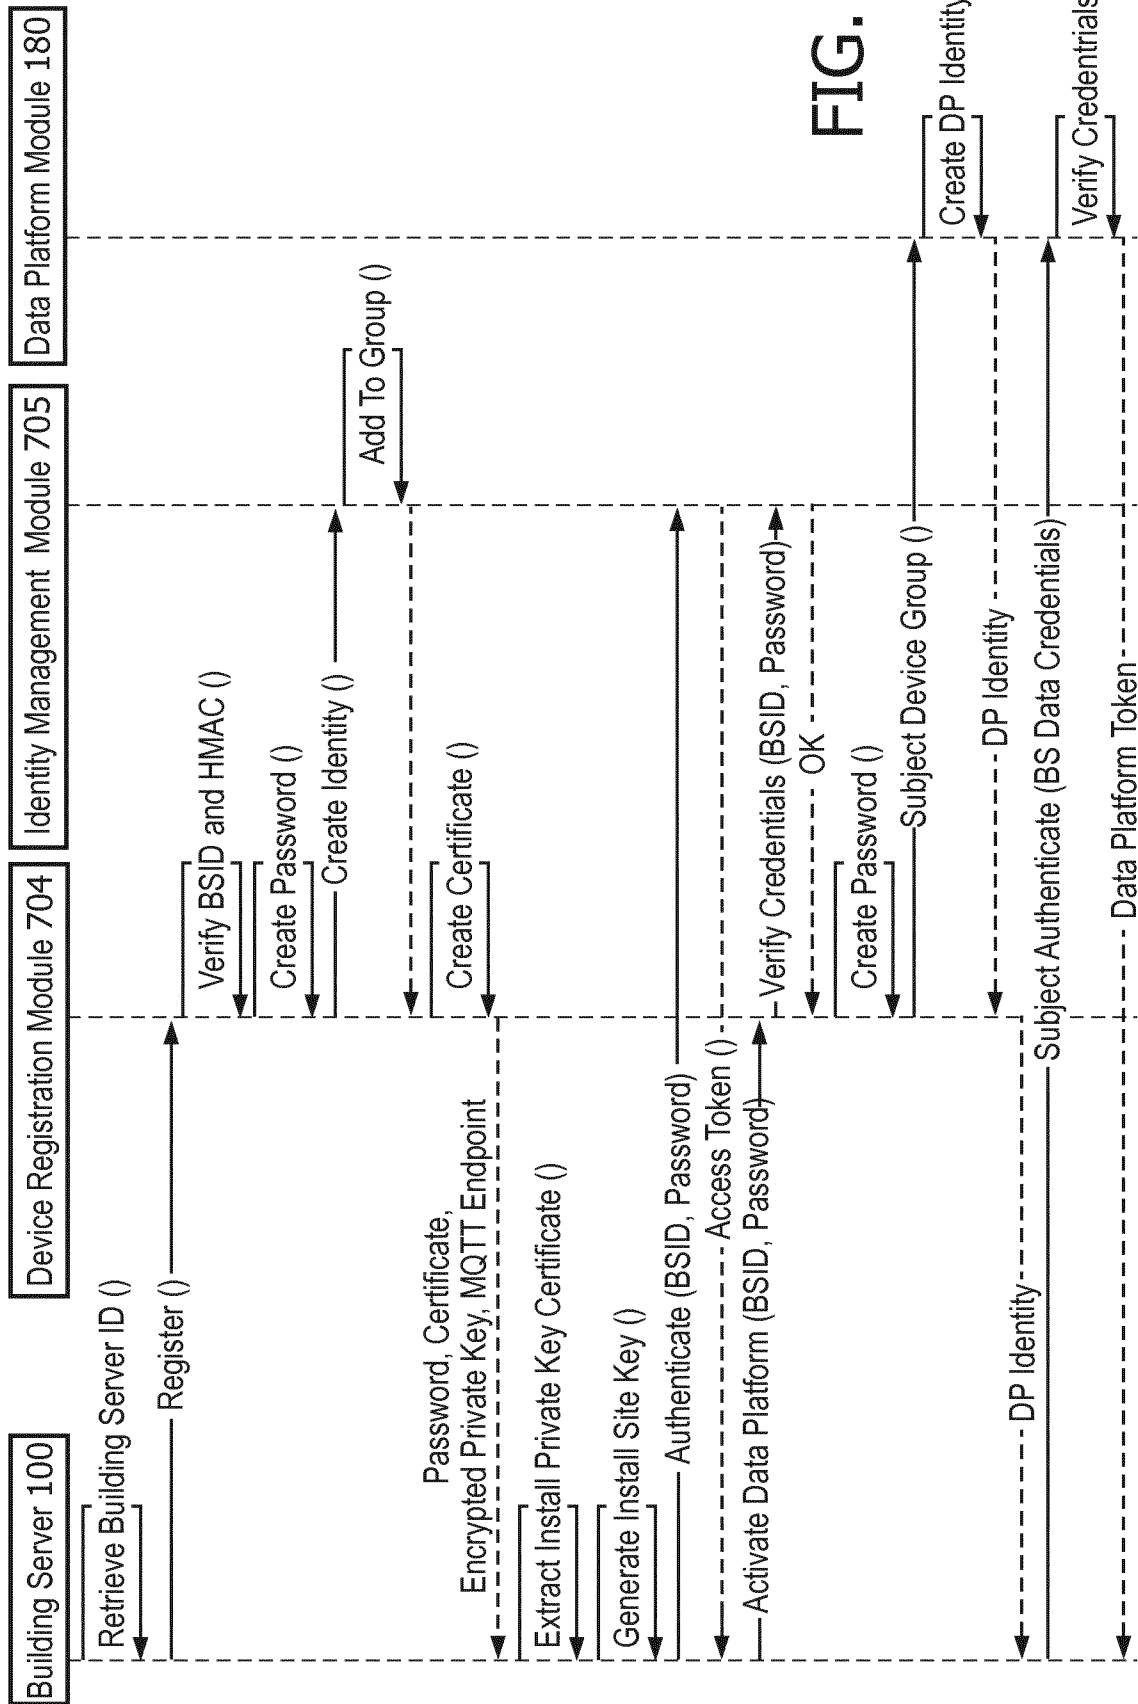 Building Server 100
Device Registration Module 704
Identity Management Module 705
Data Platform Module 180
Retrieve Building Server ID ()
Register ()
Verify BSID and HMAC ()
Create Password ()
Create Identity ()
Add To Group ()
Create Certificate ()
Password, Certificate,
Encrypted Private Key, MQTT Endpoint
Extract Install Private Key Certificate ()
Generate Install Site Key ()
Authenticate (BSID, Password)
Access Token ()
Activate Data Platform (BSID, Password)
Verify Credentials (BSID, Password)
OK
Create Password ()
Subject Device Group ()
Create DP Identity
DP Identity
DP Identity
Subject Authenticate (BS Data Credentials)
Verify Credentrials
Data Platform Token
FIG.